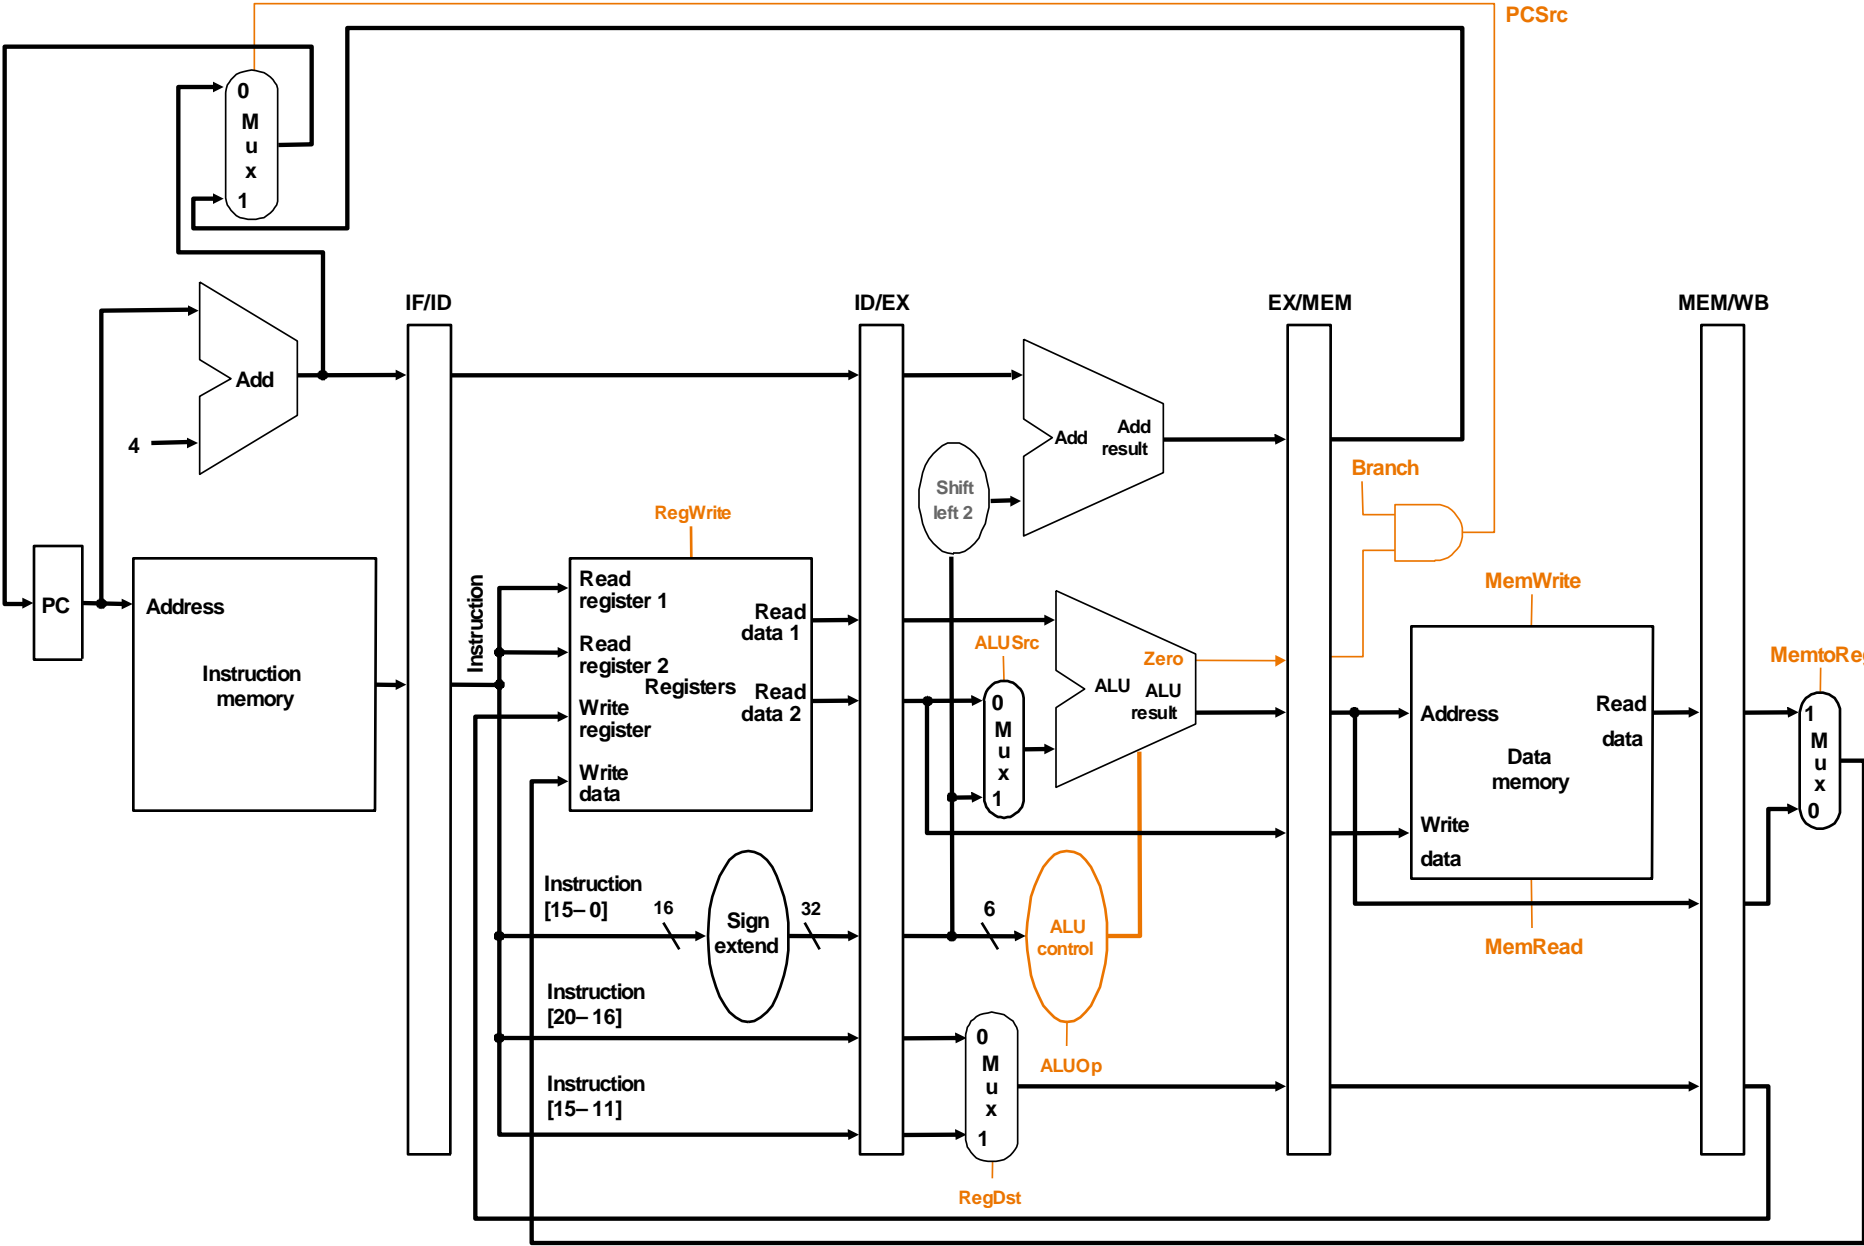 PCSrc
0
M
u
x
1
IF/ID
ID/EX
EX/MEM
MEM/WB
Add
4
Add
Add
result
Shift
left 2
Branch
RegWrite
PC
Address
Instruction
memory
Instruction
Read
register 1
Read
data 1
Read
register 2
Registers
Read
data 2
Write
register
Write
data
ALUSrc
0
M
u
x
1
Zero
ALU
ALU
result
MemWrite
Address
Read
data
Data
memory
Write
data
MemRead
MemtoReg
1
M
u
x
0
Instruction
[15–0]
16
Sign
extend
32
6
ALU
control
ALUOp
Instruction
[20–16]
Instruction
[15–11]
0
M
u
x
1
RegDst